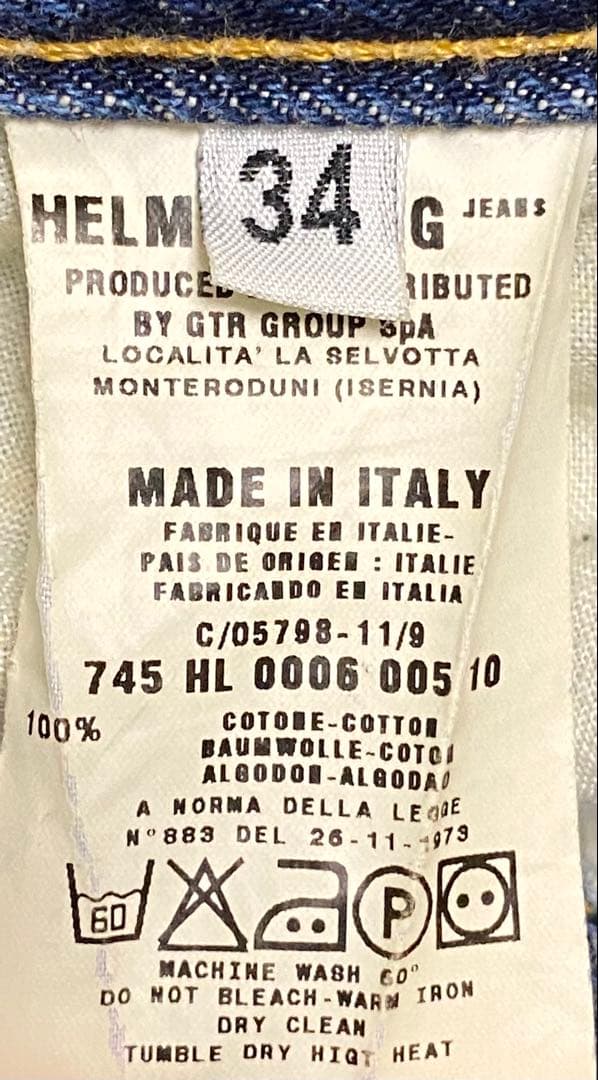 34
HELM G JEANS
PRODUCED RIBUTED
BY GTR GROUP SpA
LOCALITA' LA SELVOTTA
MONTERODUNI (ISERNIA)
MADE IN ITALY
FABRIQUE EN ITALIE-
PAIS DE ORIGEN : ITALIE
FABRICANDO EN ITALIA
C/05798-11/9
745 HL 0006 005 10
100% COTONE-COTTON
BAUMWOLLE-COTON
ALGODON-ALGODAO
A NORMA DELLA LEGGE
N°883 DEL 26-11-1973
60 P
MACHINE WASH 60°
DO NOT BLEACH-WARM IRON
DRY CLEAN
TUMBLE DRY HIGT HEAT